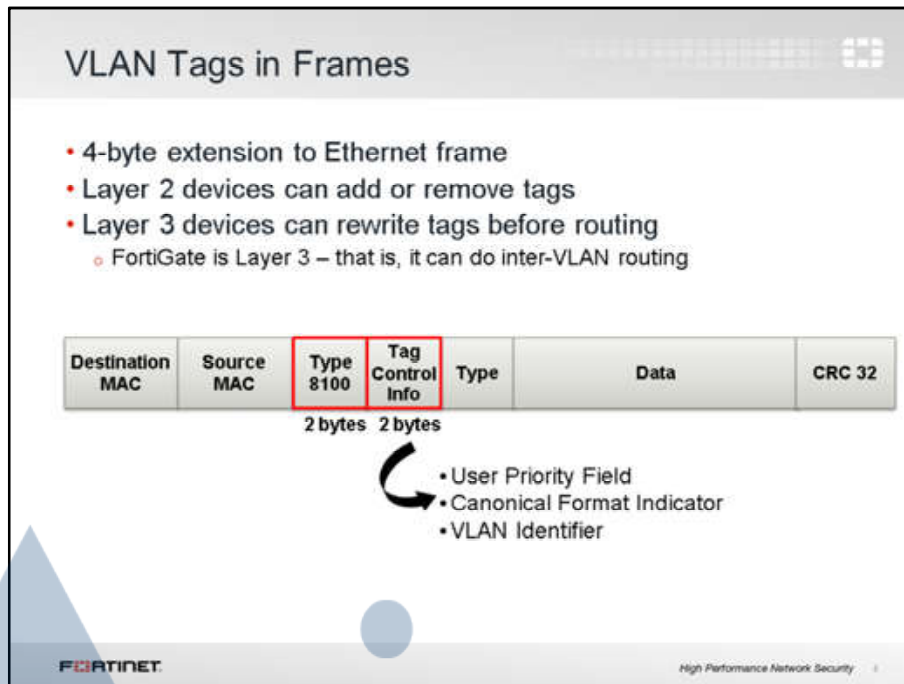 VLAN Tags in Frames
• 4-byte extension to Ethernet frame
• Layer 2 devices can add or remove tags
• Layer 3 devices can rewrite tags before routing
o FortiGate is Layer 3 – that is, it can do inter-VLAN routing
Destination MAC
Source MAC
Type 8100
Tag Control Info
Type
Data
CRC 32
2 bytes 2 bytes
• User Priority Field
• Canonical Format Indicator
• VLAN Identifier
FORTINET
High Performance Network Security